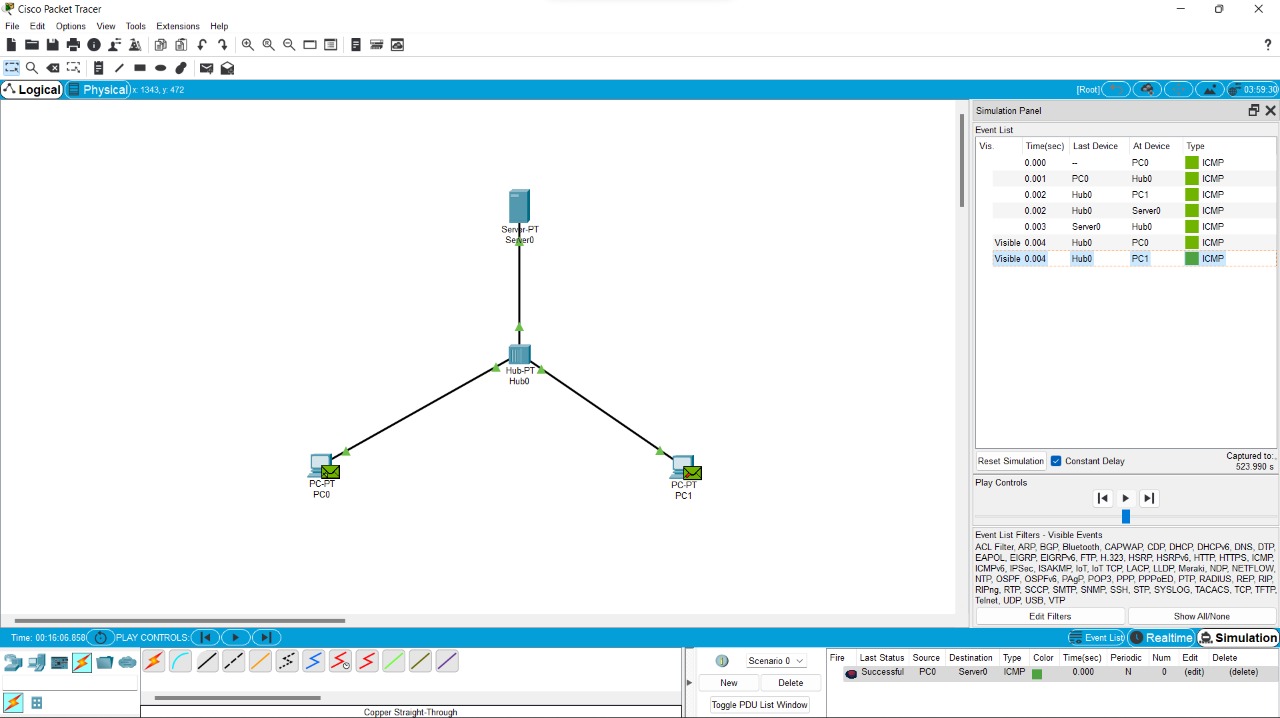 Cisco Packet Tracer
File Edit Options View Tools Extensions Help
?
Logical Physical x: 1343, y: 472 [Root] 03:59:30
Simulation Panel
Event List
Vis. Time(sec) Last Device At Device Type
0.000 -- PC0 ICMP
0.001 PC0 Hub0 ICMP
0.002 Hub0 PC1 ICMP
0.002 Hub0 Server0 ICMP
0.003 Server0 Hub0 ICMP
Visible 0.004 Hub0 PC0 ICMP
Visible 0.004 Hub0 PC1 ICMP
Server-PT
Server0
Hub-PT
Hub0
PC-PT
PC0
PC-PT
PC1
Reset Simulation Constant Delay Captured to:
523.990 s
Play Controls
Event List Filters - Visible Events
ACL Filter, ARP, BGP, Bluetooth, CAPWAP, CDP, DHCP, DHCPv6, DNS, DTP,
EAPOL, EIGRP, EIGRPv6, FTP, H.323, HSRP, HSRPv6, HTTP, HTTPS, ICMP,
ICMPv6, IPSec, ISAKMP, IoT, IoT TCP, LACP, LLDP, Meraki, NDP, NETFLOW,
NTP, OSPF, OSPFv6, PAgP, POP3, PPP, PPPoED, PTP, RADIUS, REP, RIP,
RIPng, RTP, SCCP, SMTP, SNMP, SSH, STP, SYSLOG, TACACS, TCP, TFTP,
Telnet, UDP, USB, VTP
Edit Filters Show All/None
Time: 00:16:06.858 PLAY CONTROLS: Event List Realtime Simulation
Scenario 0
New Delete
Toggle PDU List Window
Fire Last Status Source Destination Type Color Time(sec) Periodic Num Edit Delete
Successful PC0 Server0 ICMP 0.000 N 0 (edit) (delete)
Copper Straight-Through